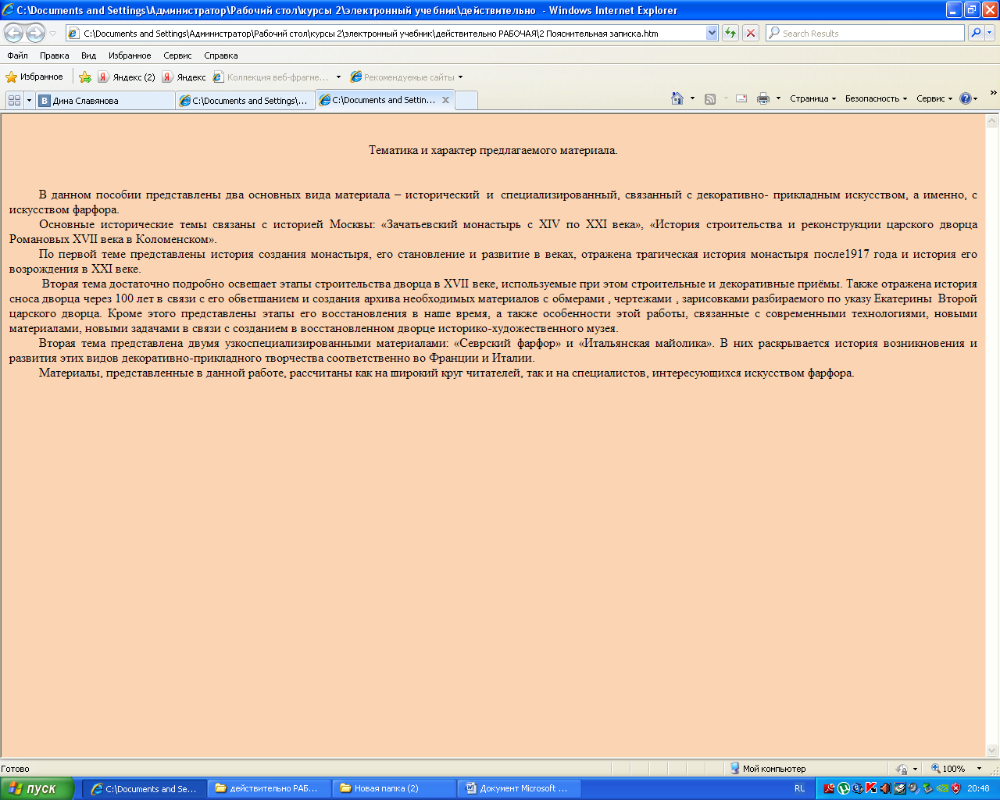 C:\Documents and Settings\Администратор\Рабочий стол\курсы 2\электронный учебник\действительно - Windows Internet Explorer
C:\Documents and Settings\Администратор\Рабочий стол\курсы 2\электронный учебник\действительно РАБОЧАЯ\2 Пояснительная записка.htm
Search Results
Файл Правка Вид Избранное Сервис Справка
Избранное Яндекс (2) Яндекс Коллекция веб-фрагме... Рекомендуемые сайты
Дина Славянова C:\Documents and Settings\... C:\Documents and Settin... Страница Безопасность Сервис
Тематика и характер предлагаемого материала.
В данном пособии представлены два основных вида материала – исторический и специализированный, связанный с декоративно- прикладным искусством, а именно, с
искусством фарфора.
Основные исторические темы связаны с историей Москвы: «Зачатьевский монастырь с XIV по XXI века», «История строительства и реконструкции царского дворца
Романовых XVII века в Коломенском».
По первой теме представлены история создания монастыря, его становление и развитие в веках, отражена трагическая история монастыря после1917 года и история его
возрождения в XXI веке.
Вторая тема достаточно подробно освещает этапы строительства дворца в XVII веке, используемые при этом строительные и декоративные приёмы. Также отражена история
сноса дворца через 100 лет в связи с его обветшанием и создания архива необходимых материалов с обмерами , чертежами , зарисовками разбираемого по указу Екатерины Второй
царского дворца. Кроме этого представлены этапы его восстановления в наше время, а также особенности этой работы, связанные с современными технологиями, новыми
материалами, новыми задачами в связи с созданием в восстановленном дворце историко-художественного музея.
Вторая тема представлена двумя узкоспециализированными материалами: «Севрский фарфор» и «Итальянская майолика». В них раскрывается история возникновения и
развития этих видов декоративно-прикладного творчества соответственно во Франции и Италии.
Материалы, представленные в данной работе, рассчитаны как на широкий круг читателей, так и на специалистов, интересующихся искусством фарфора.
Готово Мой компьютер 100%
пуск C:\Documents and Se... действительно РАБ... Новая папка (2) Документ Microsoft ... RL 20:48